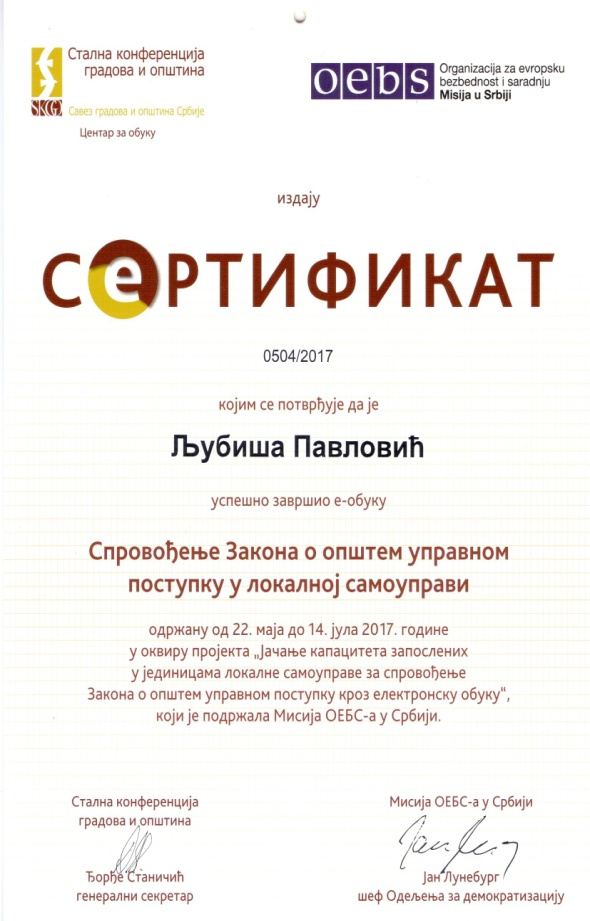 Стална конференција
градова и општина
SKGO
Савез градова и општина Србије
Центар за обуку
oebs
Organizacija za evropsku
bezbednost i saradnju
Misija u Srbiji
издају
СеРТИФИКАТ
0504/2017
којим се потврђује да је
Љубиша Павловић
успешно завршио е-обуку
Спровођење Закона о општем управном
поступку у локалној самоуправи
одржану од 22. маја до 14. јула 2017. године
у оквиру пројекта „Јачање капацитета запослених
у јединицама локалне самоуправе за спровођење
Закона о општем управном поступку кроз електронску обуку“,
који је подржала Мисија ОЕБС-а у Србији.
Стална конференција
градова и општина
Ђорђе Станичић
генерални секретар
Мисија ОЕБС-а у Србији
Јан Лунебург
шеф Одељења за демократизацију